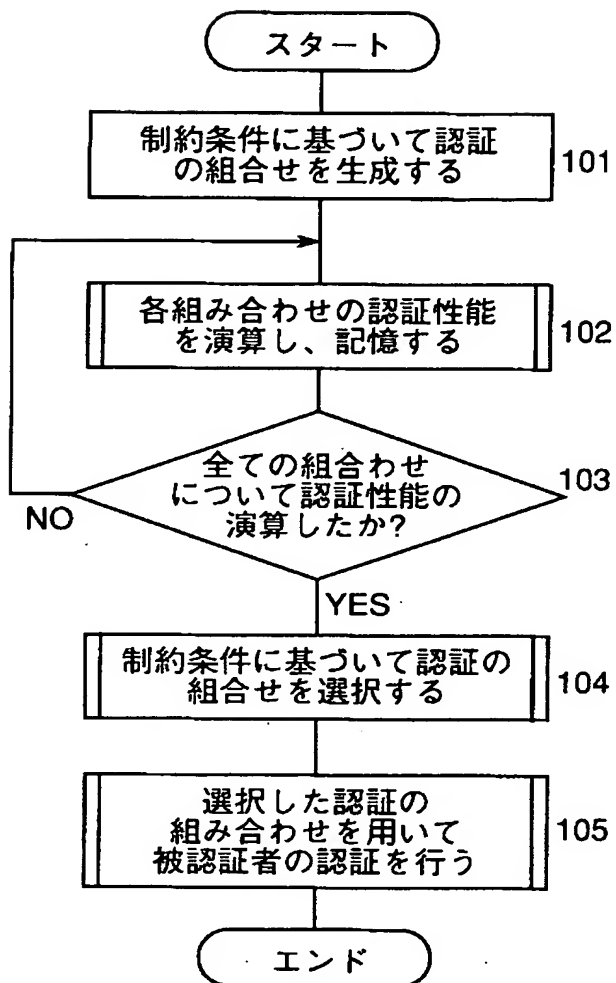 スタート
制約条件に基づいて認証
の組合せを生成する
101
各組み合わせの認証性能
を演算し、記憶する
102
全ての組合わせ
について認証性能の
演算したか?
103
NO
YES
制約条件に基づいて認証の
組合せを選択する
104
選択した認証の
組み合わせを用いて
被認証者の認証を行う
105
エンド